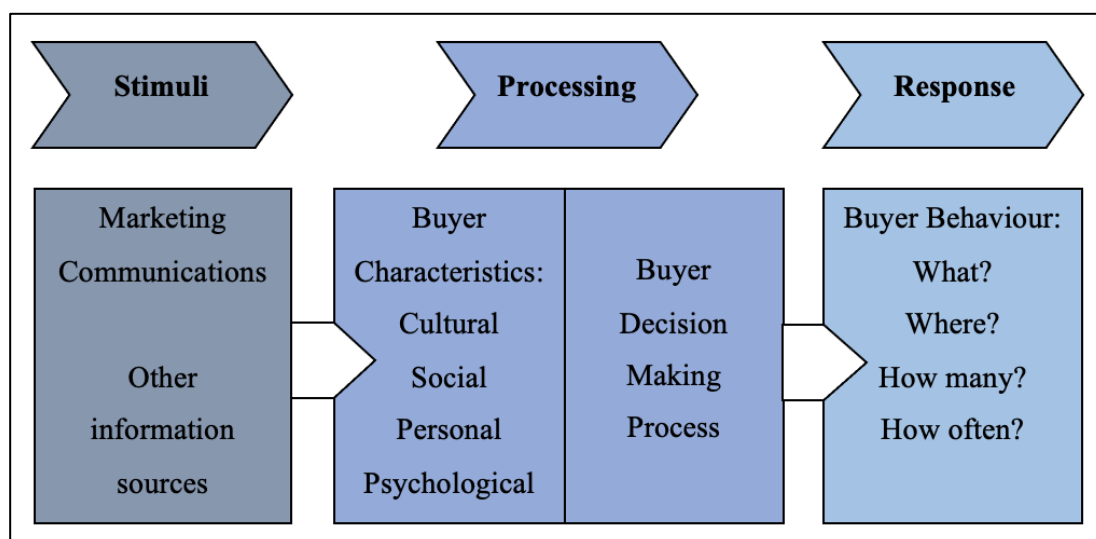 Stimuli
Processing
Response
Marketing
Communications
Other
information
sources
Buyer
Characteristics:
Cultural
Social
Personal
Psychological
Buyer
Decision
Making
Process
Buyer Behaviour:
What?
Where?
How many?
How often?